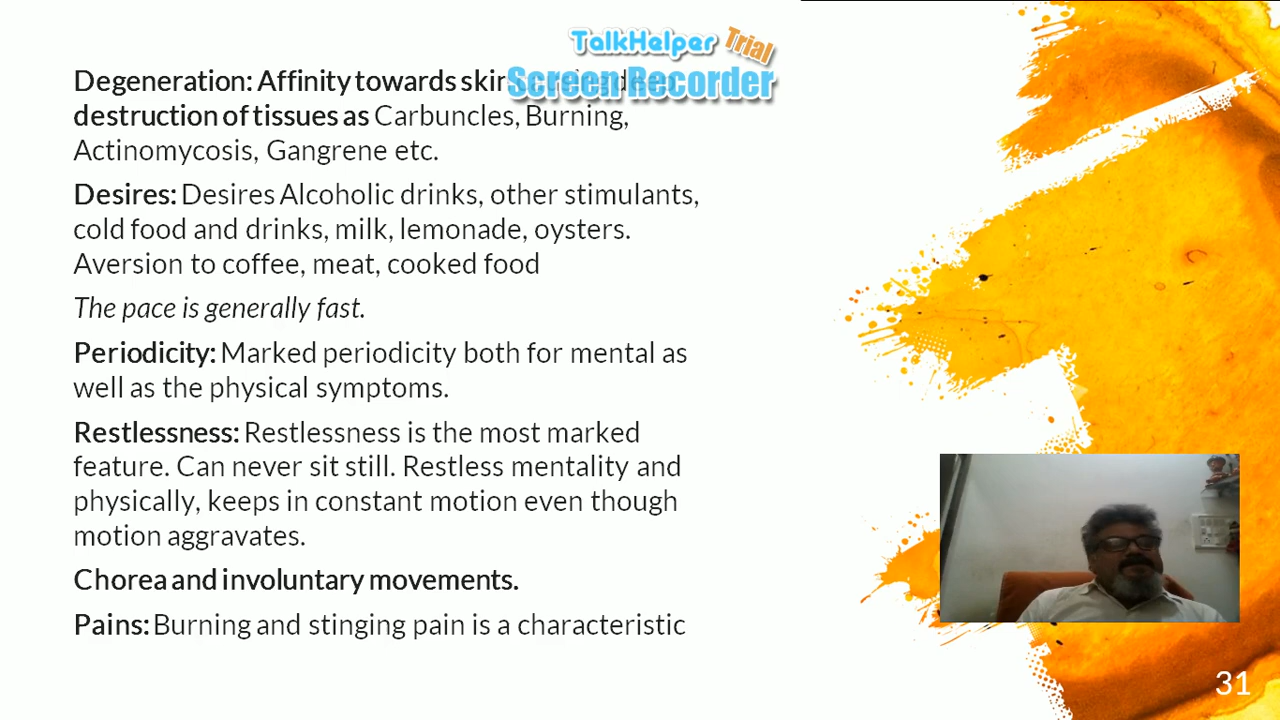 TalkHelper Trial
Screen Recorder
Degeneration: Affinity towards skin
destruction of tissues as Carbuncles, Burning,
Actinomycosis, Gangrene etc.
Desires: Desires Alcoholic drinks, other stimulants,
cold food and drinks, milk, lemonade, oysters.
Aversion to coffee, meat, cooked food
The pace is generally fast.
Periodicity: Marked periodicity both for mental as
well as the physical symptoms.
Restlessness: Restlessness is the most marked
feature. Can never sit still. Restless mentality and
physically, keeps in constant motion even though
motion aggravates.
Chorea and involuntary movements.
Pains: Burning and stinging pain is a characteristic
31